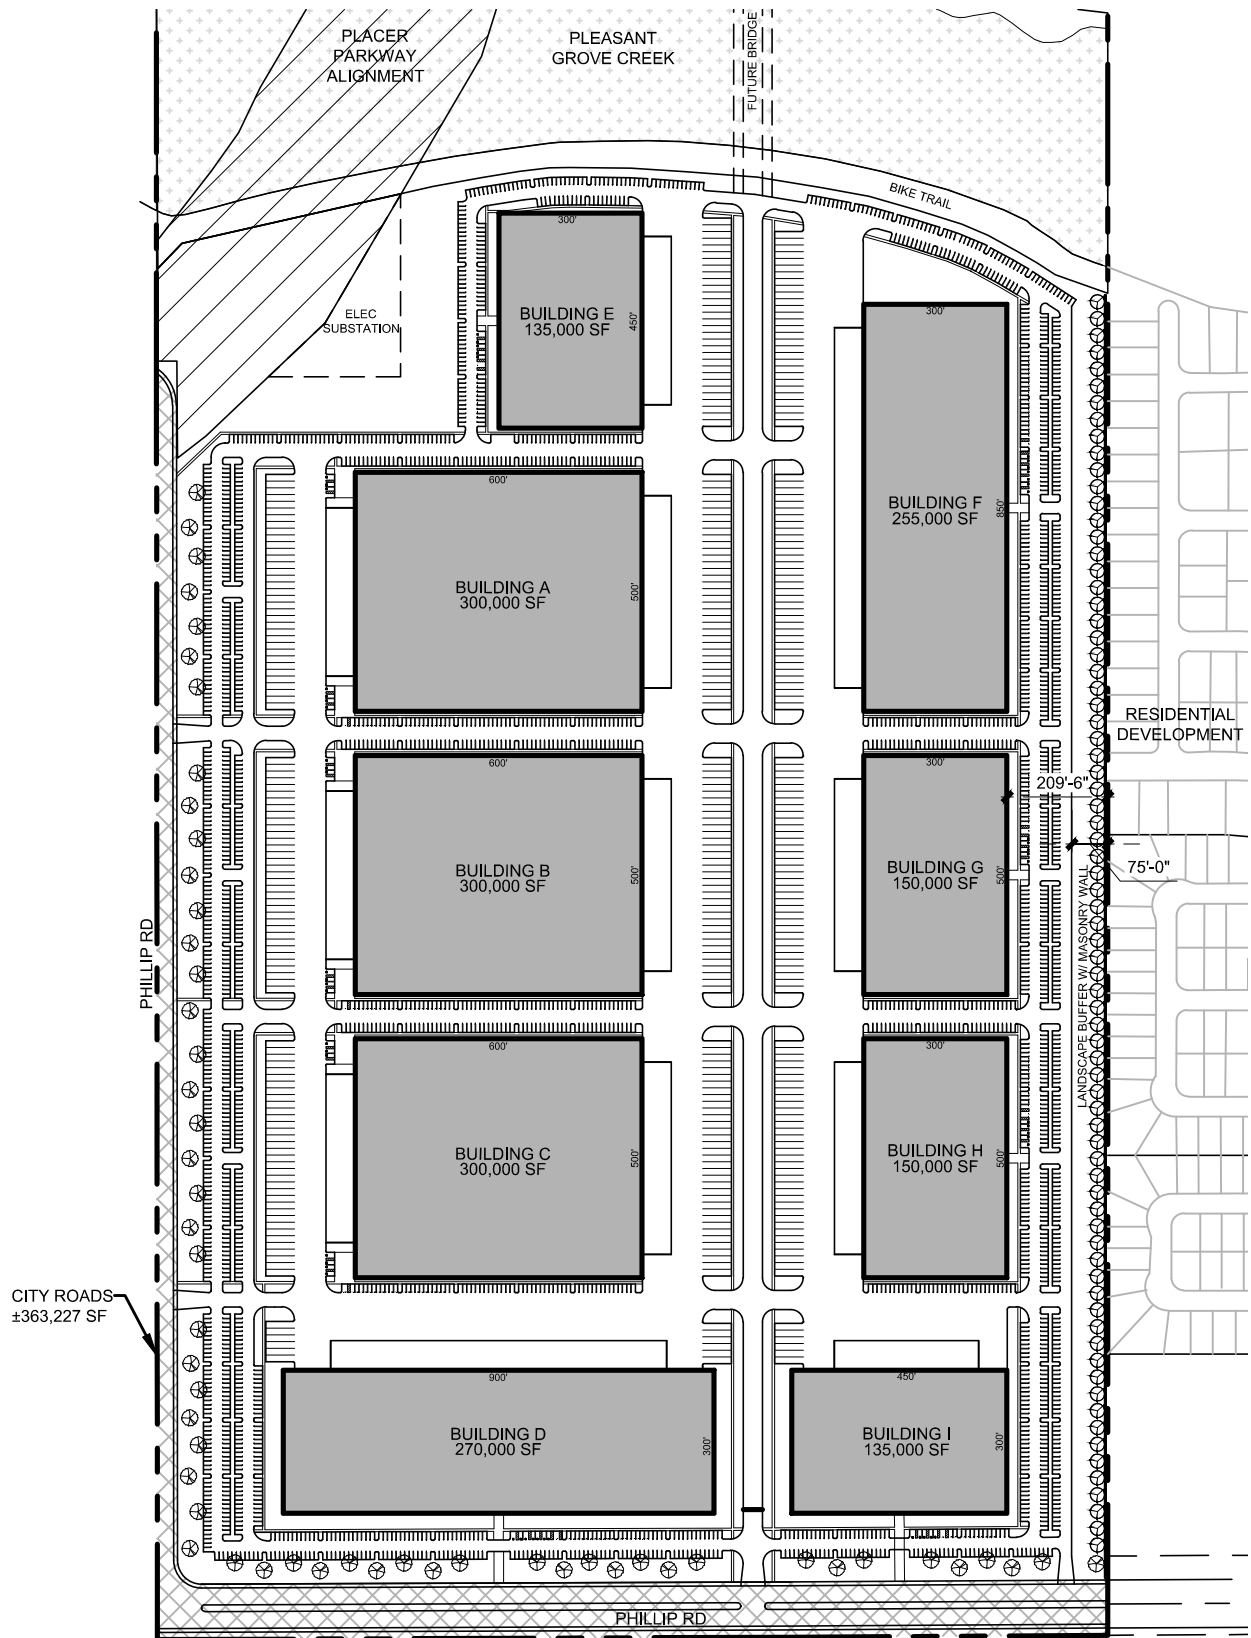 PLACER
PARKWAY
ALIGNMENT
PLEASANT
GROVE CREEK
FUTURE BRIDGE
BIKE TRAIL
ELEC
SUBSTATION
300'
BUILDING E
135,000 SF
450'
300'
BUILDING F
255,000 SF
850'
600'
BUILDING A
300,000 SF
500'
RESIDENTIAL
DEVELOPMENT
600'
BUILDING B
300,000 SF
500'
300'
BUILDING G
150,000 SF
500'
209'-6"
75'-0"
LANDSCAPE BUFFER W/ MASONRY WALL
PHILLIP RD
600'
BUILDING C
300,000 SF
500'
300'
BUILDING H
150,000 SF
500'
CITY ROADS
±363,227 SF
900'
BUILDING D
270,000 SF
300'
450'
BUILDING I
135,000 SF
300'
PHILLIP RD